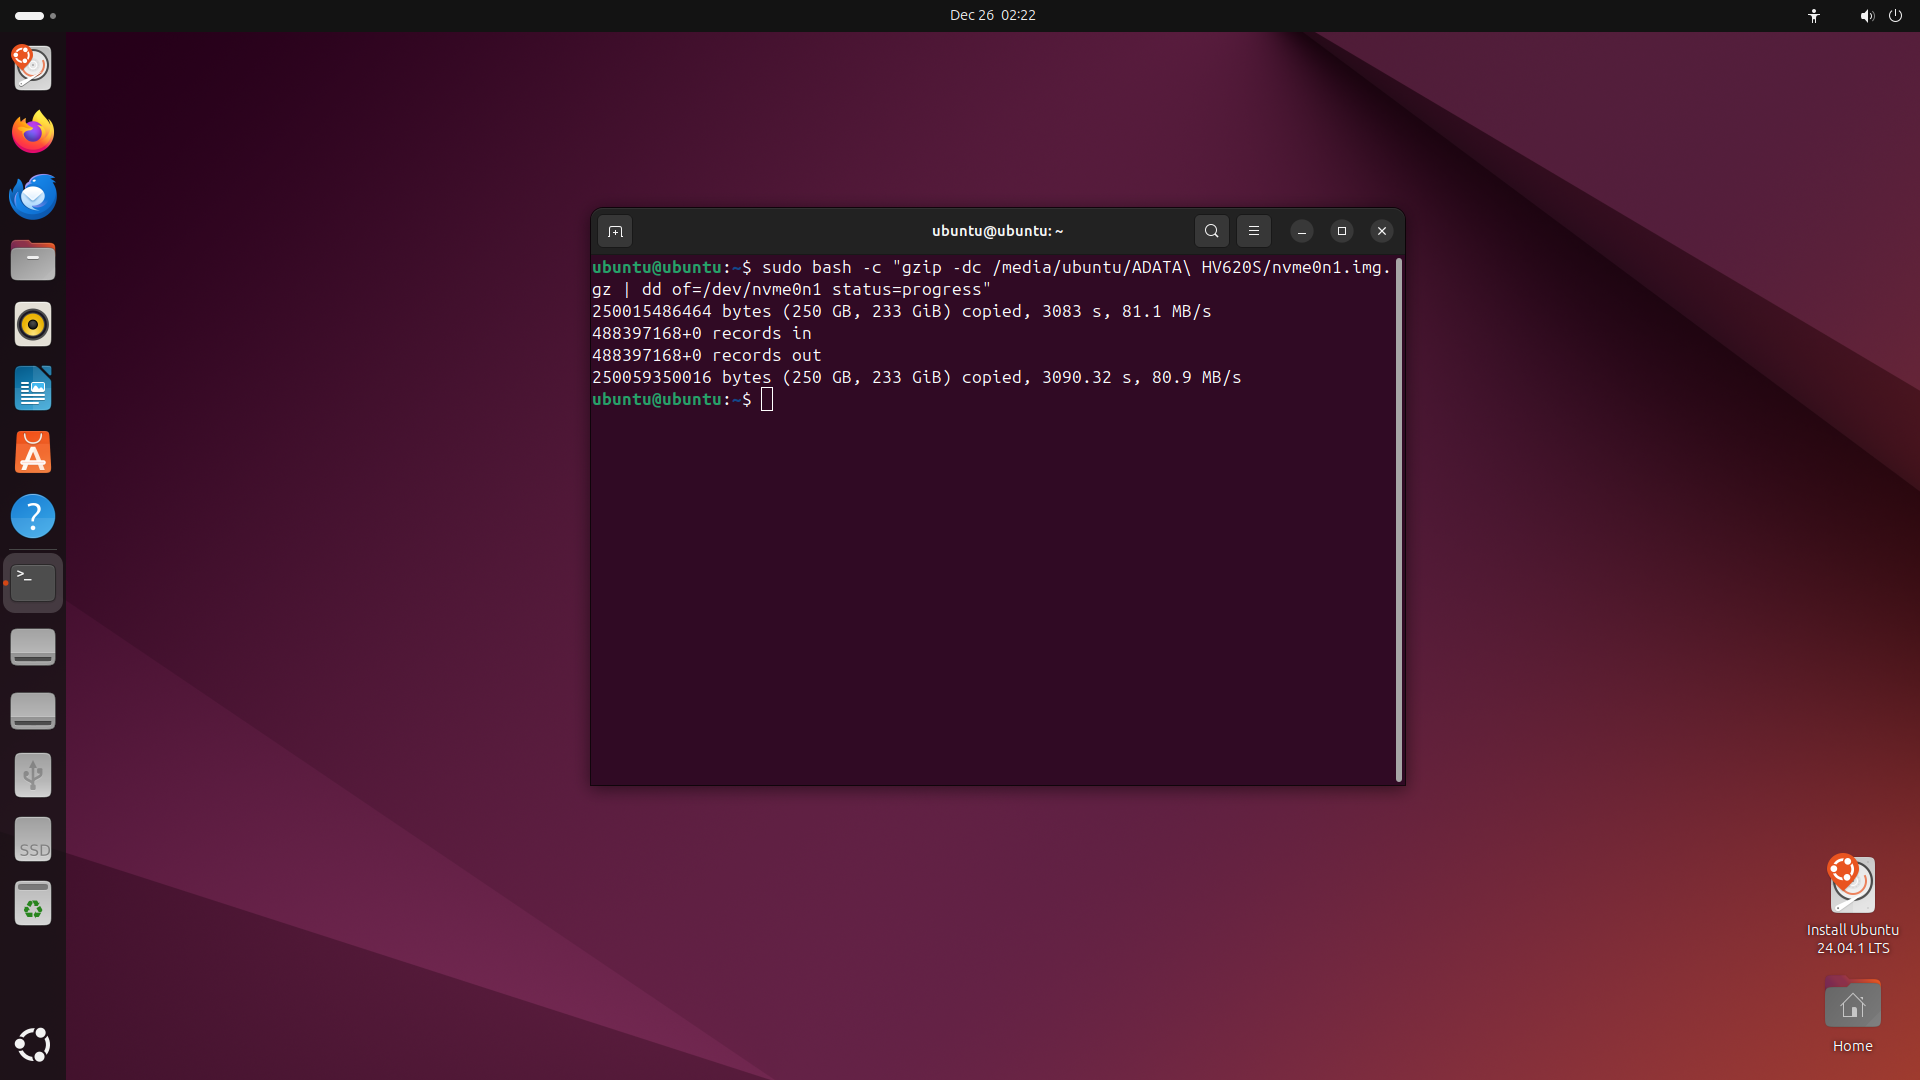 Dec 26 02:22
ubuntu@ubuntu: ~
ubuntu@ubuntu:~$ sudo bash -c "gzip -dc /media/ubuntu/ADATA\ HV620S/nvme0n1.img.
gz | dd of=/dev/nvme0n1 status=progress"
250015486464 bytes (250 GB, 233 GiB) copied, 3083 s, 81.1 MB/s
488397168+0 records in
488397168+0 records out
250059350016 bytes (250 GB, 233 GiB) copied, 3090.32 s, 80.9 MB/s
ubuntu@ubuntu:~$
>_
SSD
Install Ubuntu
24.04.1 LTS
Home